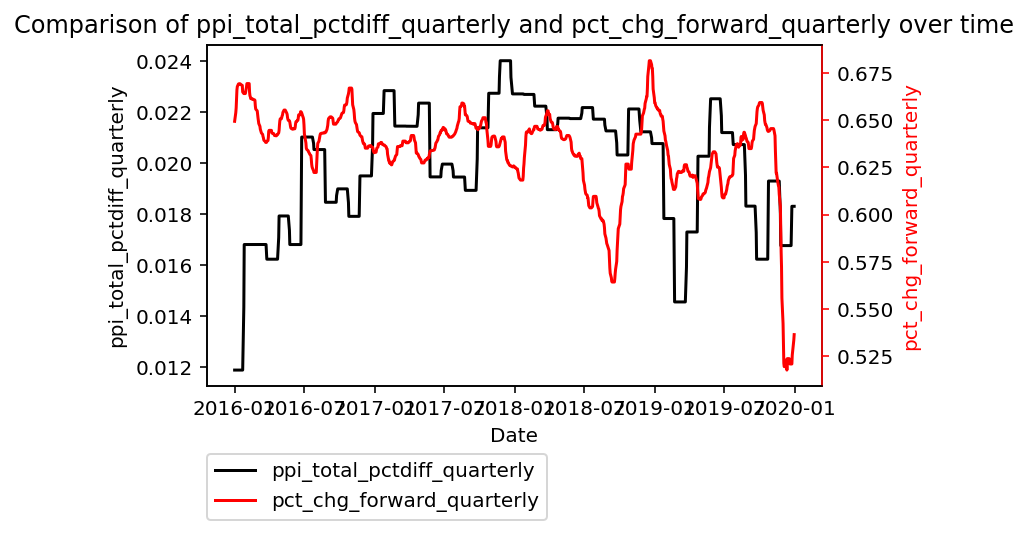 Comparison of ppi_total_pctdiff_quarterly and pct_chg_forward_quarterly over time
ppi_total_pctdiff_quarterly
0.024
0.022
0.020
0.018
0.016
0.014
0.012
0.675
0.650
0.625
0.600
0.575
0.550
0.525
pct_chg_forward_quarterly
2016-01 2016-07 2017-01 2017-07 2018-01 2018-07 2019-01 2019-07 2020-01
Date
ppi_total_pctdiff_quarterly
pct_chg_forward_quarterly